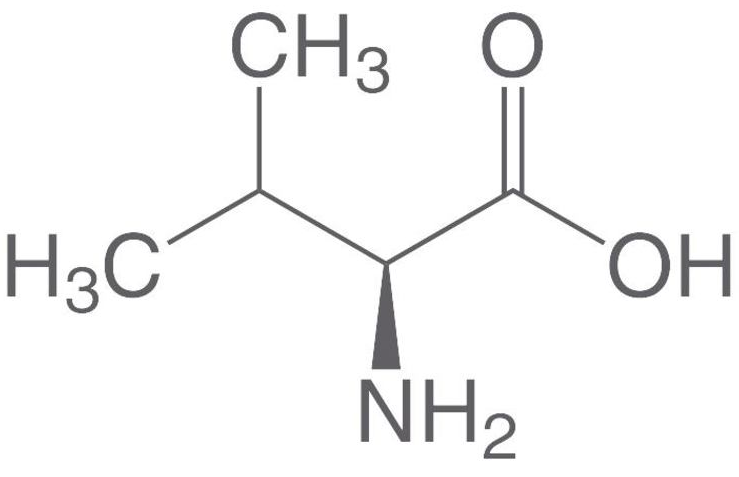 CH₃ O
H₃C OH
NH₂